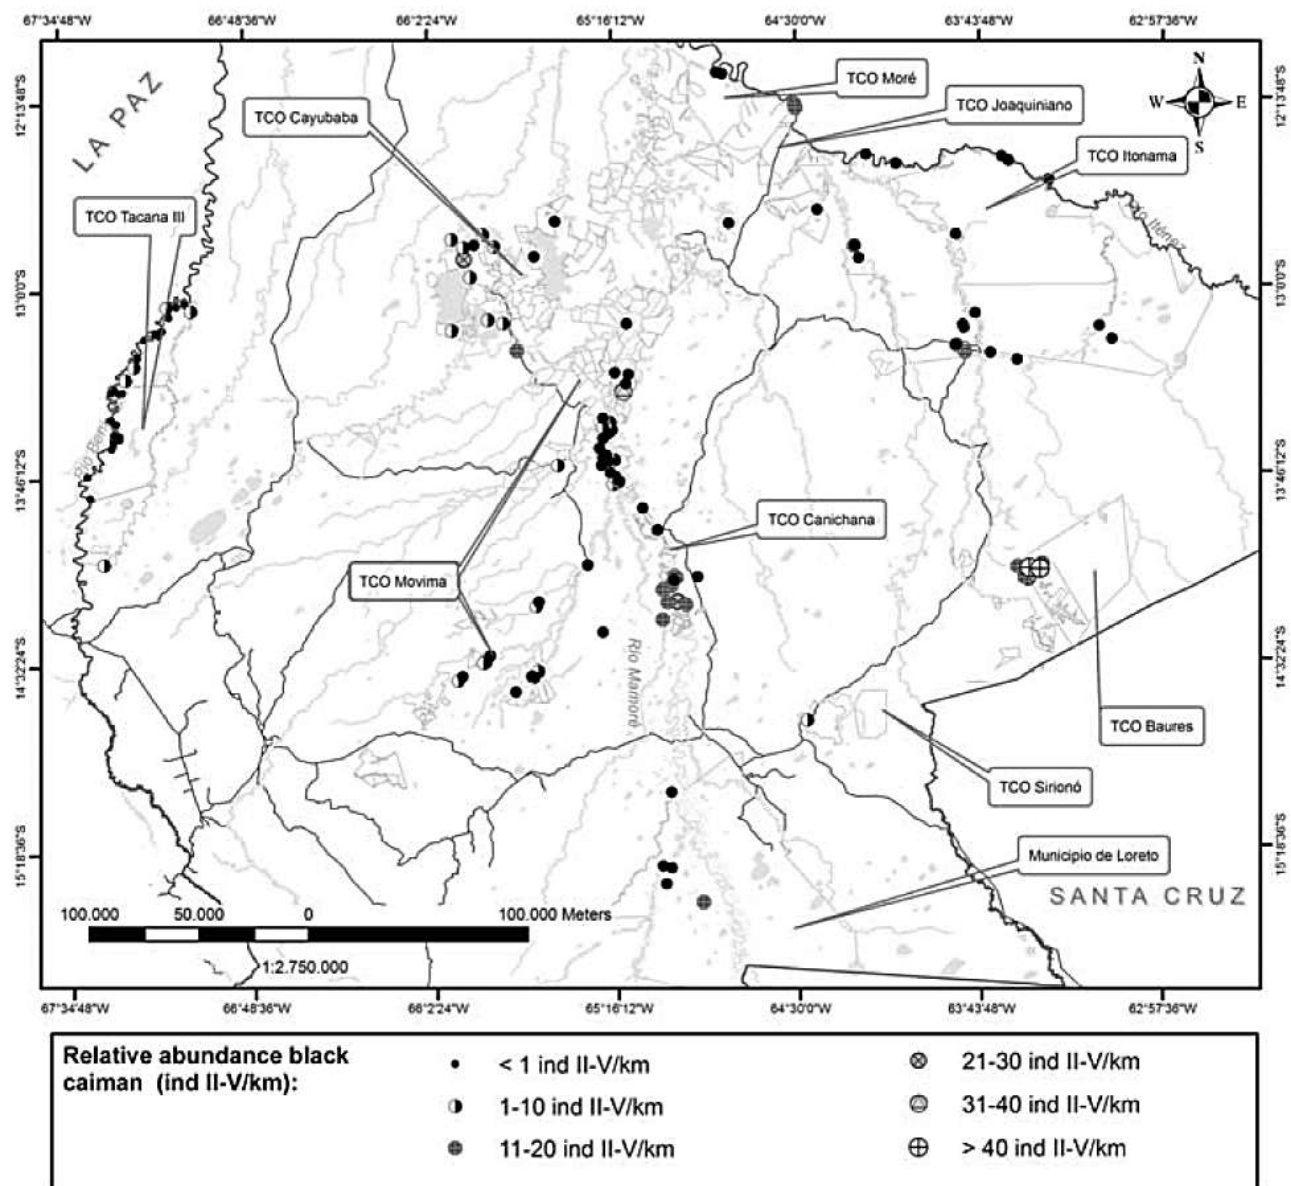 67°34'48"W 66°48'36"W 66°2'24"W 65°16'12"W 64°30'0"W 63°43'48"W 62°57'36"W
LA PAZ
N
W E
S
TCO Moré
TCO Cayubaba
TCO Joaquiniano
TCO Itonama
TCO Tacana III
Río Iténez
12°13'48"S 12°13'48"S
13°0'0"S 13°0'0"S
Río Beni
13°46'12"S 13°46'12"S
TCO Canichana
TCO Movima
14°32'24"S 14°32'24"S
Río Mamoré
TCO Baures
TCO Sirionó
Municipio de Loreto
15°18'36"S 15°18'36"S
SANTA CRUZ
100.000 50.000 0 100.000 Meters
1:2.750.000
67°34'48"W 66°48'36"W 66°2'24"W 65°16'12"W 64°30'0"W 63°43'48"W 62°57'36"W
Relative abundance black
caiman (ind II-V/km):
< 1 ind II-V/km
1-10 ind II-V/km
11-20 ind II-V/km
21-30 ind II-V/km
31-40 ind II-V/km
> 40 ind II-V/km